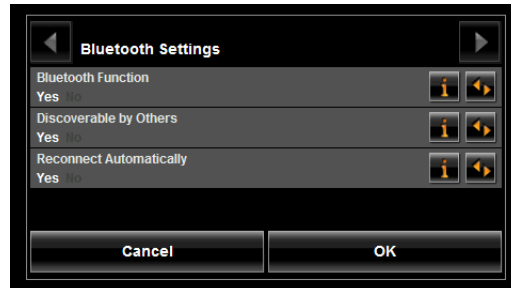 Bluetooth Settings
Bluetooth Function
Yes No
Discoverable by Others
Yes No
Reconnect Automatically
Yes No
Cancel OK